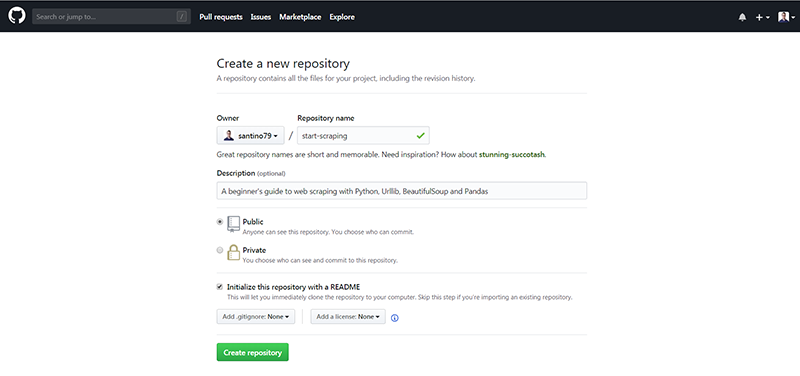 Search or jump to... /
Pull requests Issues Marketplace Explore
Create a new repository
A repository contains all the files for your project, including the revision history.
Owner Repository name
santino79 / start-scraping
Great repository names are short and memorable. Need inspiration? How about stunning-succotash.
Description (optional)
A beginner's guide to web scraping with Python, Urllib, BeautifulSoup and Pandas
Public
Anyone can see this repository. You choose who can commit.
Private
You choose who can see and commit to this repository.
Initialize this repository with a README
This will let you immediately clone the repository to your computer. Skip this step if you're importing an existing repository.
Add .gitignore: None Add a license: None
Create repository